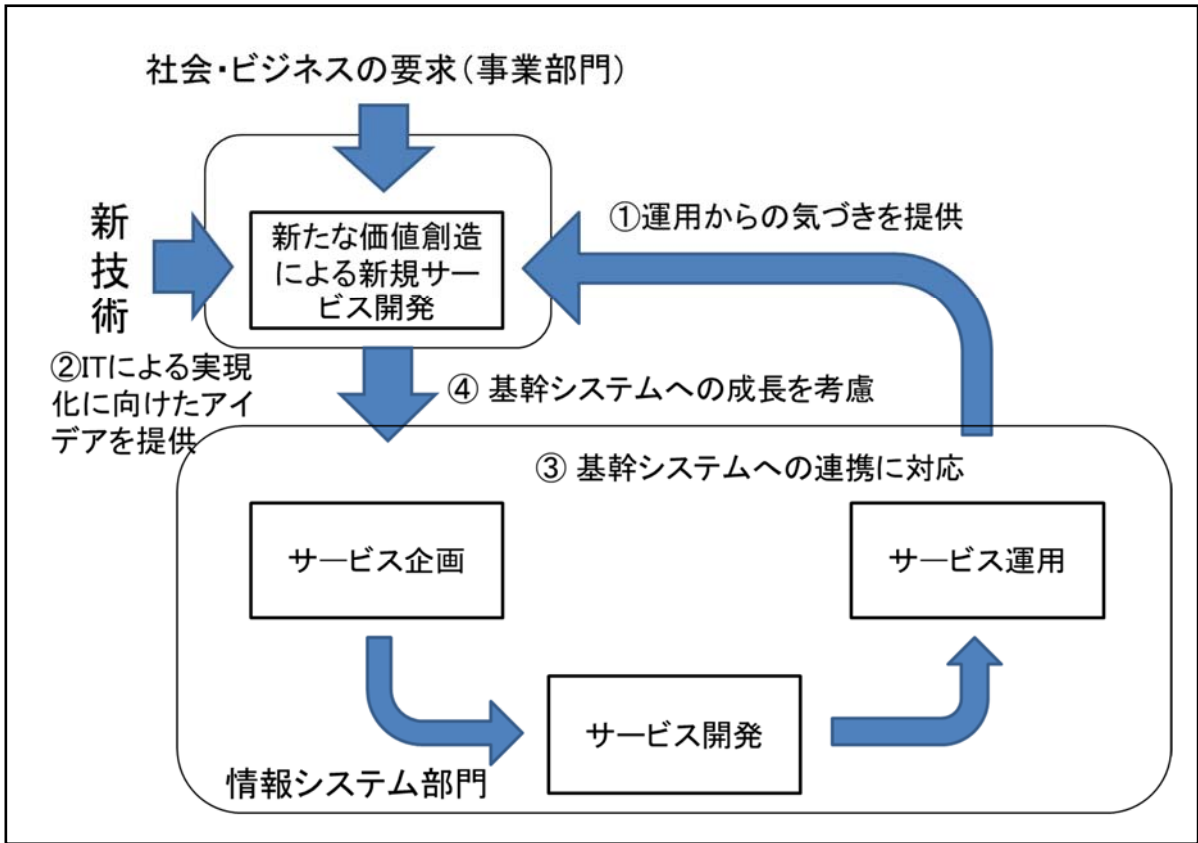 社会・ビジネスの要求（事業部門）
新たな価値創造
による新規サー
ビス開発
新
技
術
①運用からの気づきを提供
②ITによる実現
化に向けたアイ
デアを提供
④ 基幹システムへの成長を考慮
③ 基幹システムへの連携に対応
サービス企画
サービス運用
サービス開発
情報システム部門